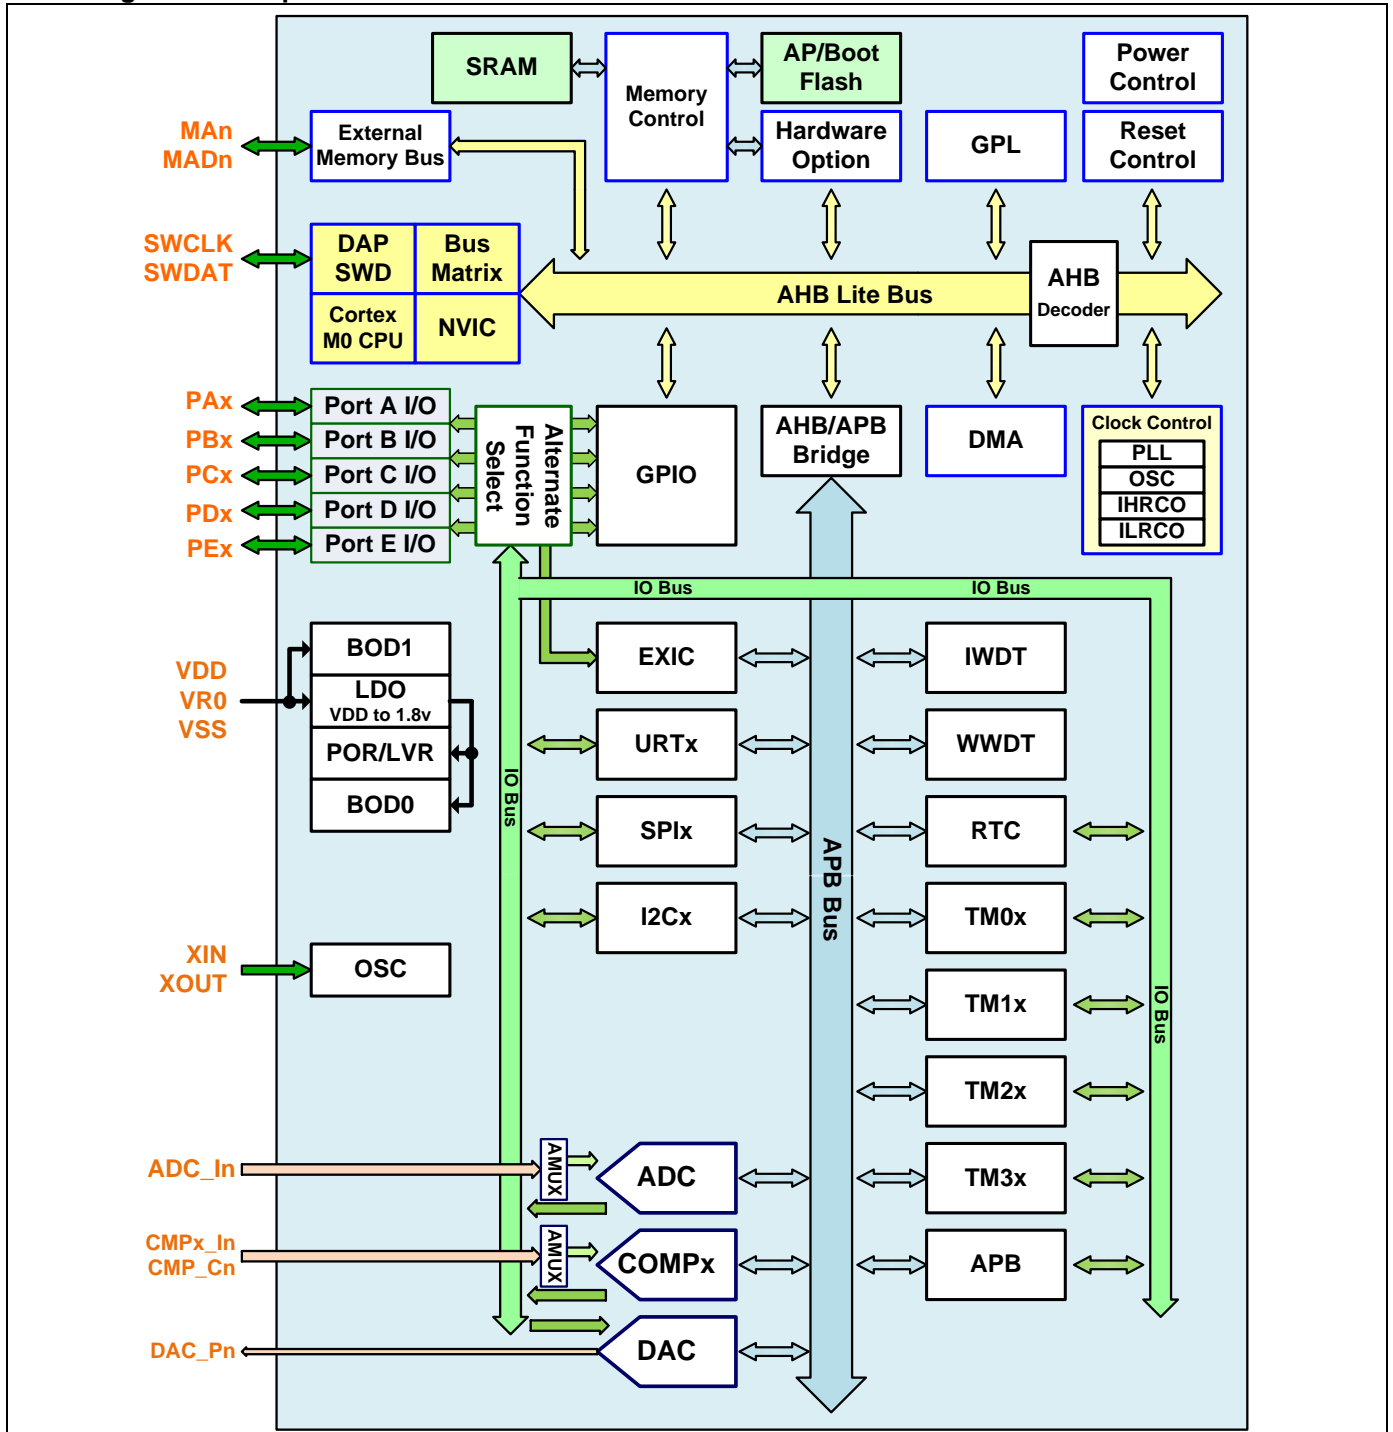 SRAM
Memory
Control
AP/Boot
Flash
Power
Control
MAn
MADn
External
Memory Bus
Hardware
Option
GPL
Reset
Control
SWCLK
SWDAT
DAP
SWD
Bus
Matrix
Cortex
M0 CPU
NVIC
AHB Lite Bus
AHB
Decoder
PAx
PBx
PCx
PDx
PEx
Port A I/O
Port B I/O
Port C I/O
Port D I/O
Port E I/O
Alternate
Function
Select
GPIO
AHB/APB
Bridge
DMA
Clock Control
PLL
OSC
IHRCO
ILRCO
IO Bus
IO Bus
VDD
VR0
VSS
BOD1
LDO
VDD to 1.8v
POR/LVR
BOD0
IO Bus
EXIC
URTx
SPIx
I2Cx
APB Bus
IWDT
WWDT
RTC
TM0x
TM1x
TM2x
TM3x
APB
IO Bus
XIN
XOUT
OSC
ADC_In
AMUX
ADC
CMPx_In
CMP_Cn
AMUX
COMPx
DAC_Pn
DAC